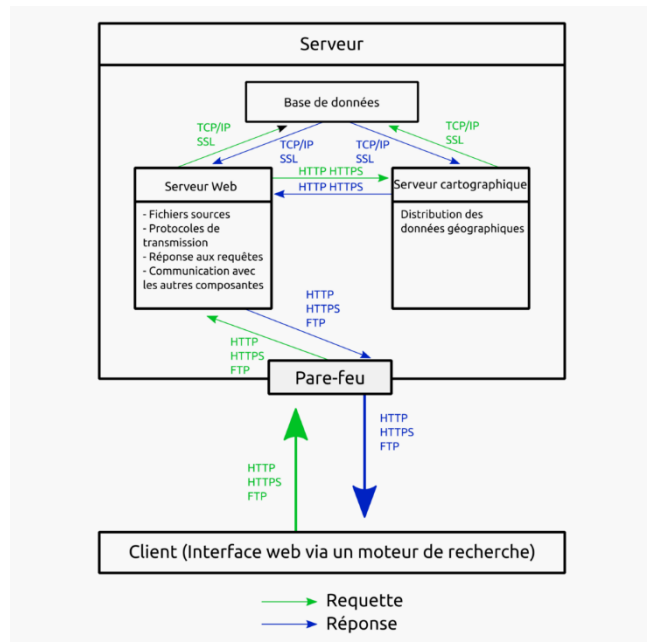 Serveur
Base de données
TCP/IP
SSL
TCP/IP
SSL
TCP/IP
SSL
TCP/IP
SSL
HTTP HTTPS
HTTP HTTPS
Serveur Web
- Fichiers sources
- Protocoles de
transmission
- Réponse aux requêtes
- Communication avec
les autres composantes
Serveur cartographique
Distribution des
données géographiques
HTTP
HTTPS
FTP
HTTP
HTTPS
FTP
Pare-feu
HTTP
HTTPS
FTP
HTTP
HTTPS
FTP
Client (Interface web via un moteur de recherche)
Requette
Réponse